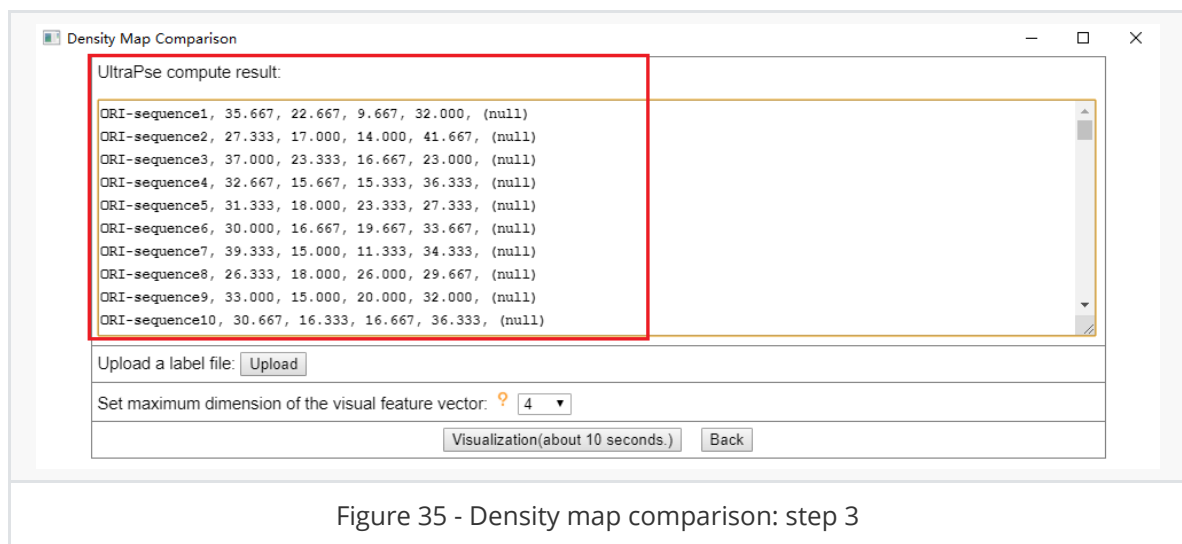 Density Map Comparison
UltraPse compute result:
ORI-sequence1, 35.667, 22.667, 9.667, 32.000, (null)
ORI-sequence2, 27.333, 17.000, 14.000, 41.667, (null)
ORI-sequence3, 37.000, 23.333, 16.667, 23.000, (null)
ORI-sequence4, 32.667, 15.667, 15.333, 36.333, (null)
ORI-sequence5, 31.333, 18.000, 23.333, 27.333, (null)
ORI-sequence6, 30.000, 16.667, 19.667, 33.667, (null)
ORI-sequence7, 39.333, 15.000, 11.333, 34.333, (null)
ORI-sequence8, 26.333, 18.000, 26.000, 29.667, (null)
ORI-sequence9, 33.000, 15.000, 20.000, 32.000, (null)
ORI-sequence10, 30.667, 16.333, 16.667, 36.333, (null)
Upload a label file: Upload
Set maximum dimension of the visual feature vector: ? 4
Visualization(about 10 seconds.) Back
Figure 35 - Density map comparison: step 3